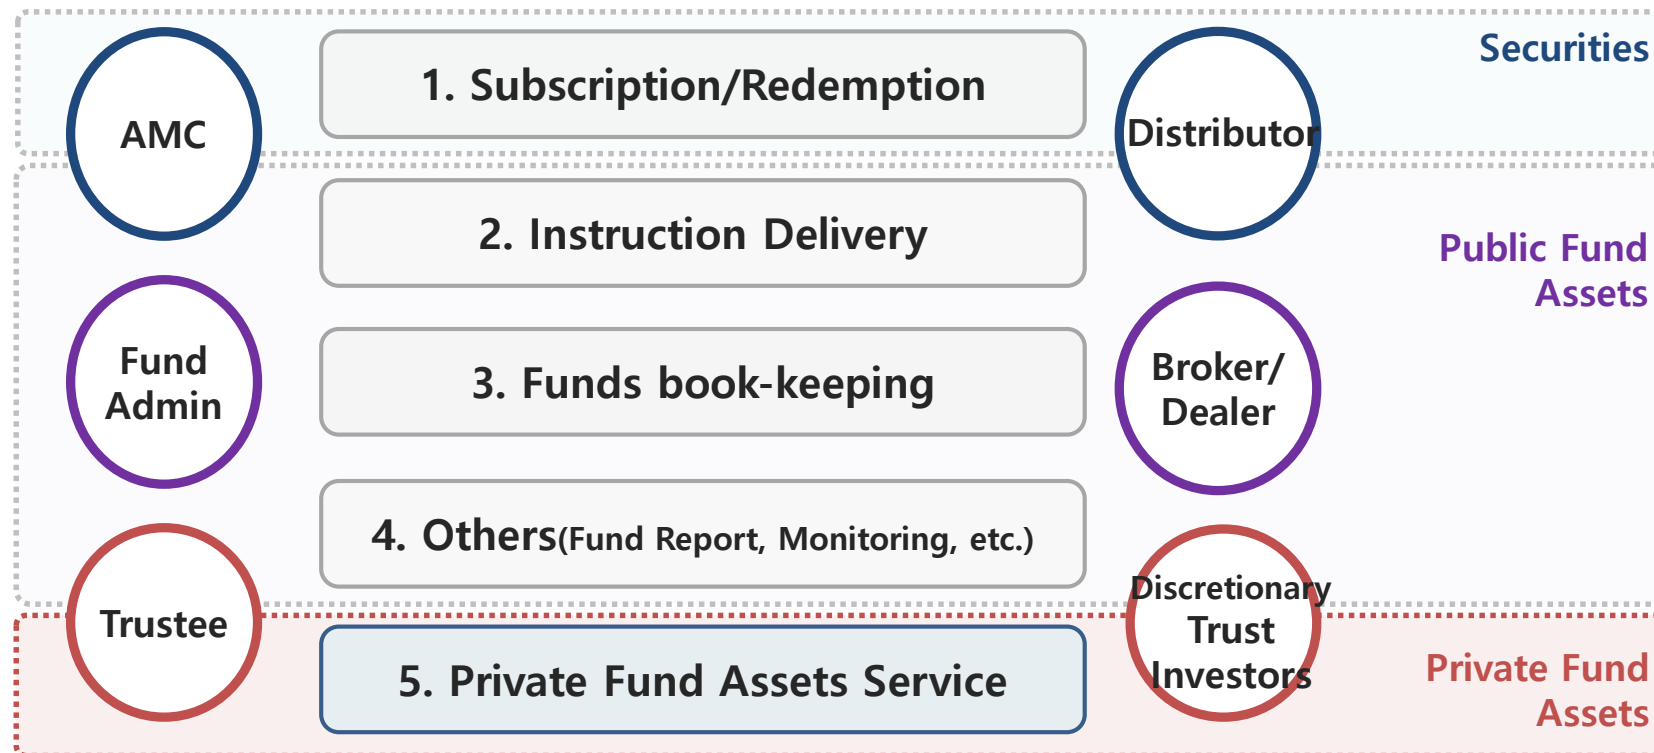 Securities
1. Subscription/Redemption
AMC
Distributor
2. Instruction Delivery
Public Fund
Assets
3. Funds book-keeping
Fund
Admin
Broker/
Dealer
4. Others(Fund Report, Monitoring, etc.)
Trustee
Discretionary
Trust
Investors
5. Private Fund Assets Service
Private Fund
Assets